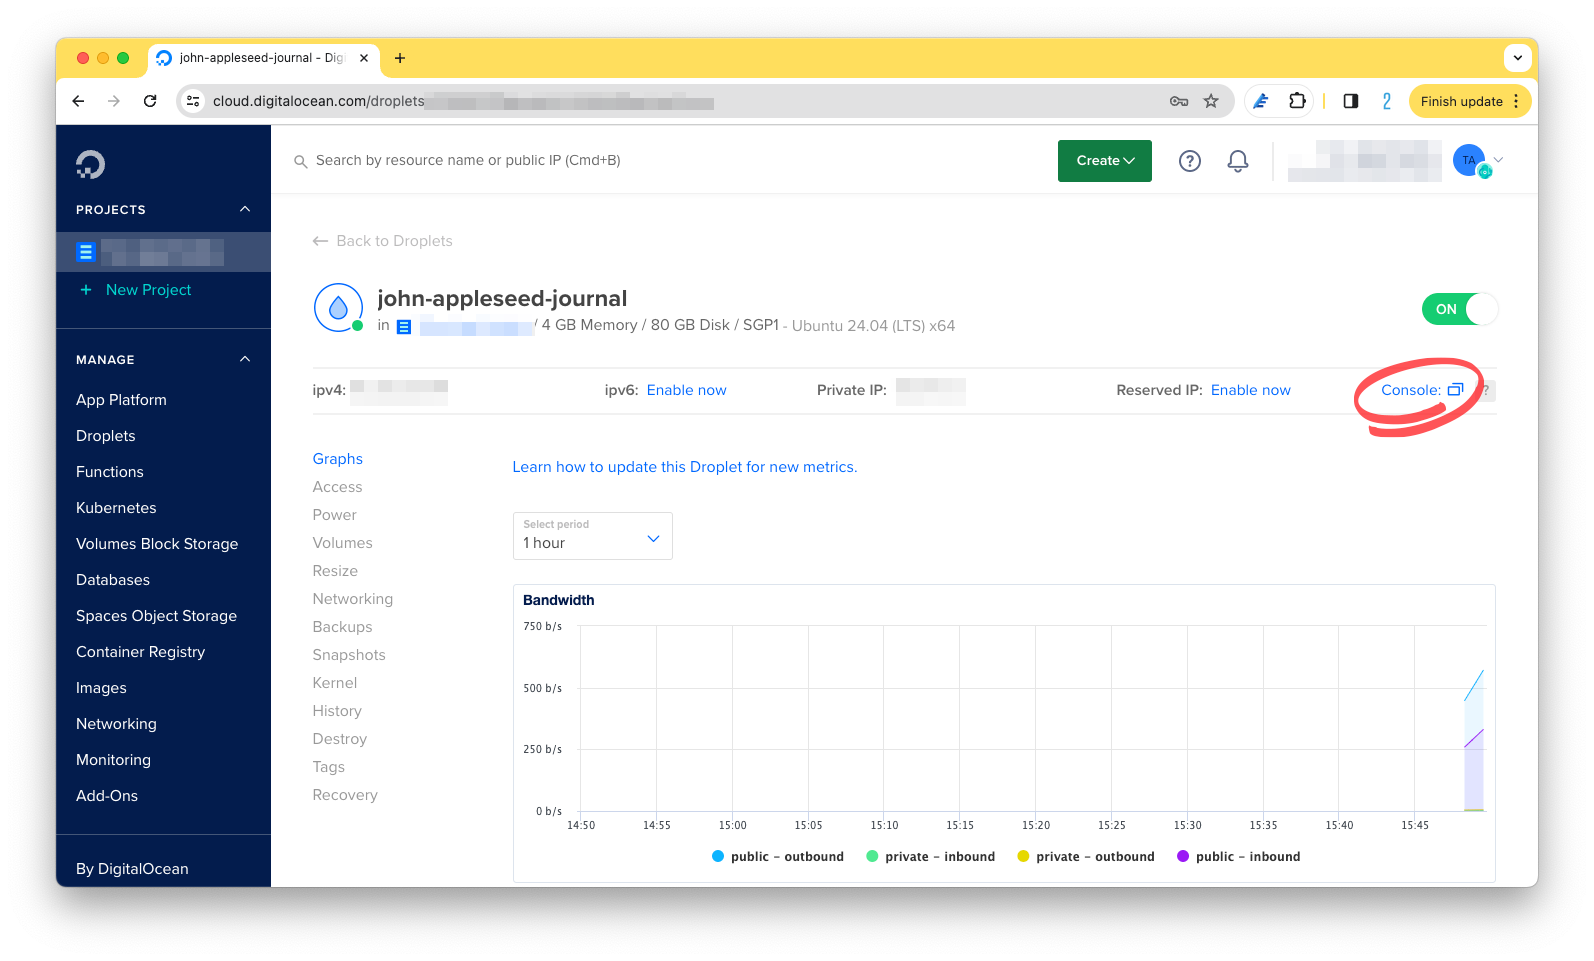 john-appleseed-journal - Dig
cloud.digitalocean.com/droplets
Finish update
Search by resource name or public IP (Cmd+B)
Create
TA
PROJECTS
+ New Project
MANAGE
App Platform
Droplets
Functions
Kubernetes
Volumes Block Storage
Databases
Spaces Object Storage
Container Registry
Images
Networking
Monitoring
Add-Ons
By DigitalOcean
← Back to Droplets
john-appleseed-journal
in / 4 GB Memory / 80 GB Disk / SGP1 - Ubuntu 24.04 (LTS) x64
ON
ipv4: ipv6: Enable now Private IP: Reserved IP: Enable now Console: ?
Graphs
Access
Power
Volumes
Resize
Networking
Backups
Snapshots
Kernel
History
Destroy
Tags
Recovery
Learn how to update this Droplet for new metrics.
Select period
1 hour
Bandwidth
750 b/s
500 b/s
250 b/s
0 b/s
14:50 14:55 15:00 15:05 15:10 15:15 15:20 15:25 15:30 15:35 15:40 15:45
public - outbound private - inbound private - outbound public - inbound